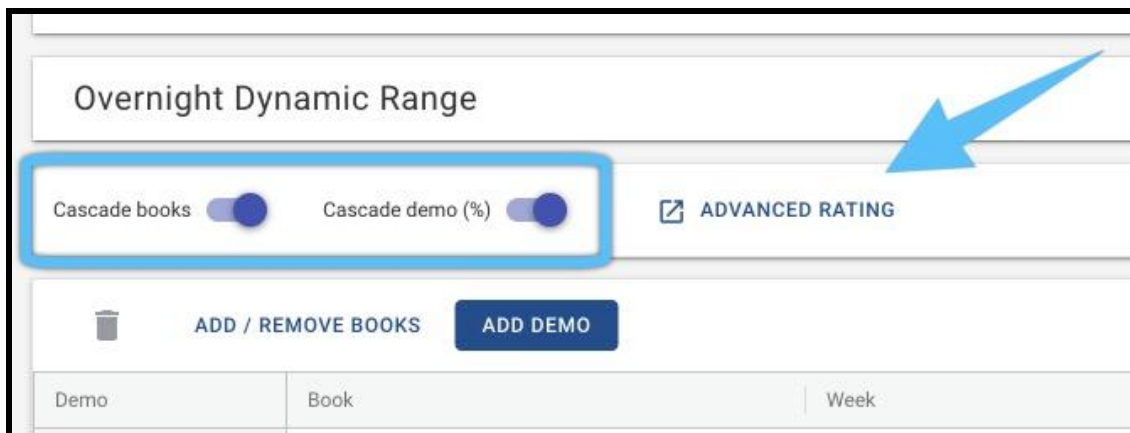 Overnight Dynamic Range
Cascade books Cascade demo (%) ADVANCED RATING
ADD / REMOVE BOOKS ADD DEMO
Demo Book Week